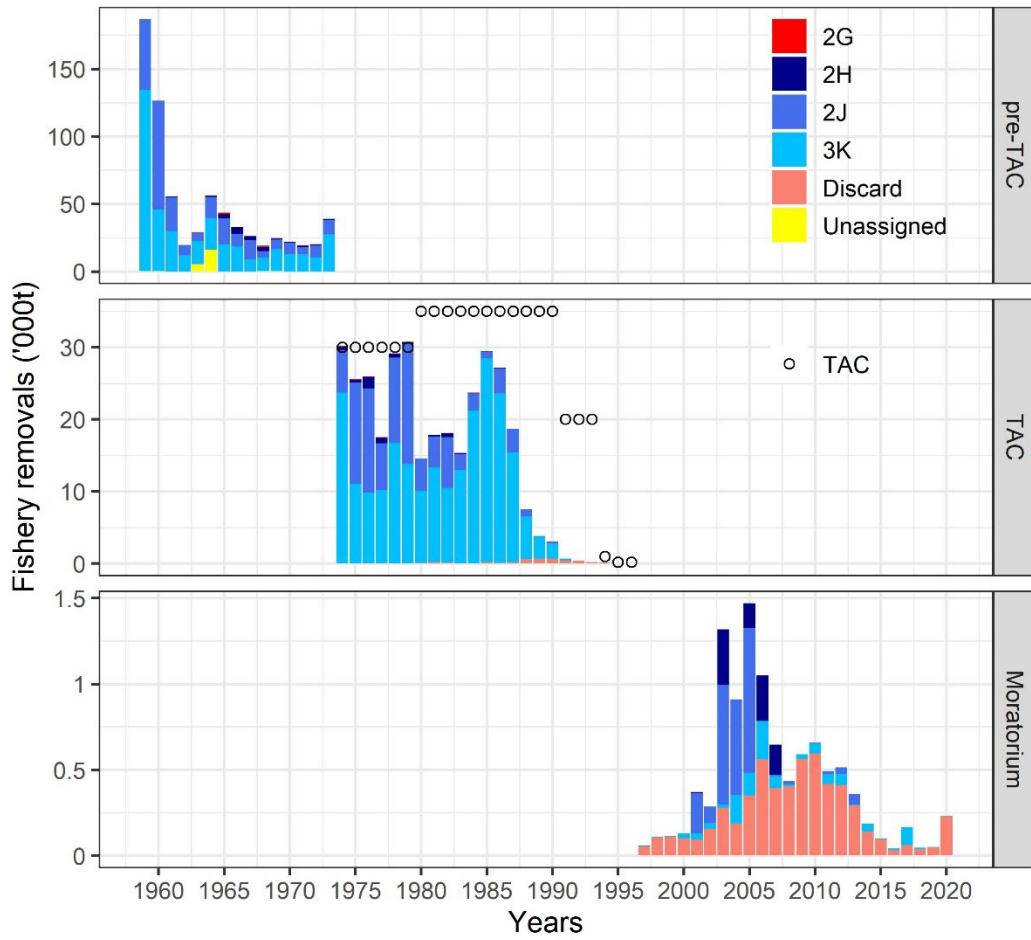 Fishery removals ('000t)
150
100
50
0
2G
2H
2J
3K
Discard
Unassigned
pre-TAC
30
20
10
0
TAC
TAC
1.5
1
0.5
0
Moratorium
1960 1965 1970 1975 1980 1985 1990 1995 2000 2005 2010 2015 2020
Years